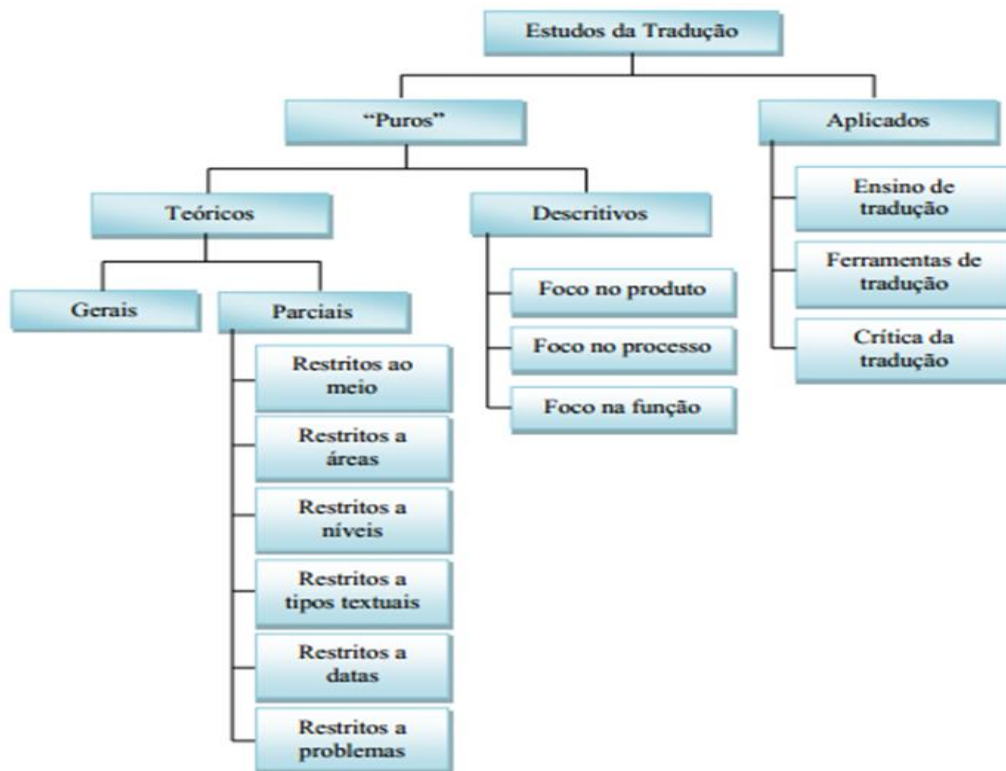 Estudos da Tradução
“Puros”
Aplicados
Teóricos
Descritivos
Ensino de
tradução
Ferramentas de
tradução
Crítica da
tradução
Gerais
Parciais
Foco no produto
Foco no processo
Foco na função
Restritos ao
meio
Restritos a
áreas
Restritos a
níveis
Restritos a
tipos textuais
Restritos a
datas
Restritos a
problemas